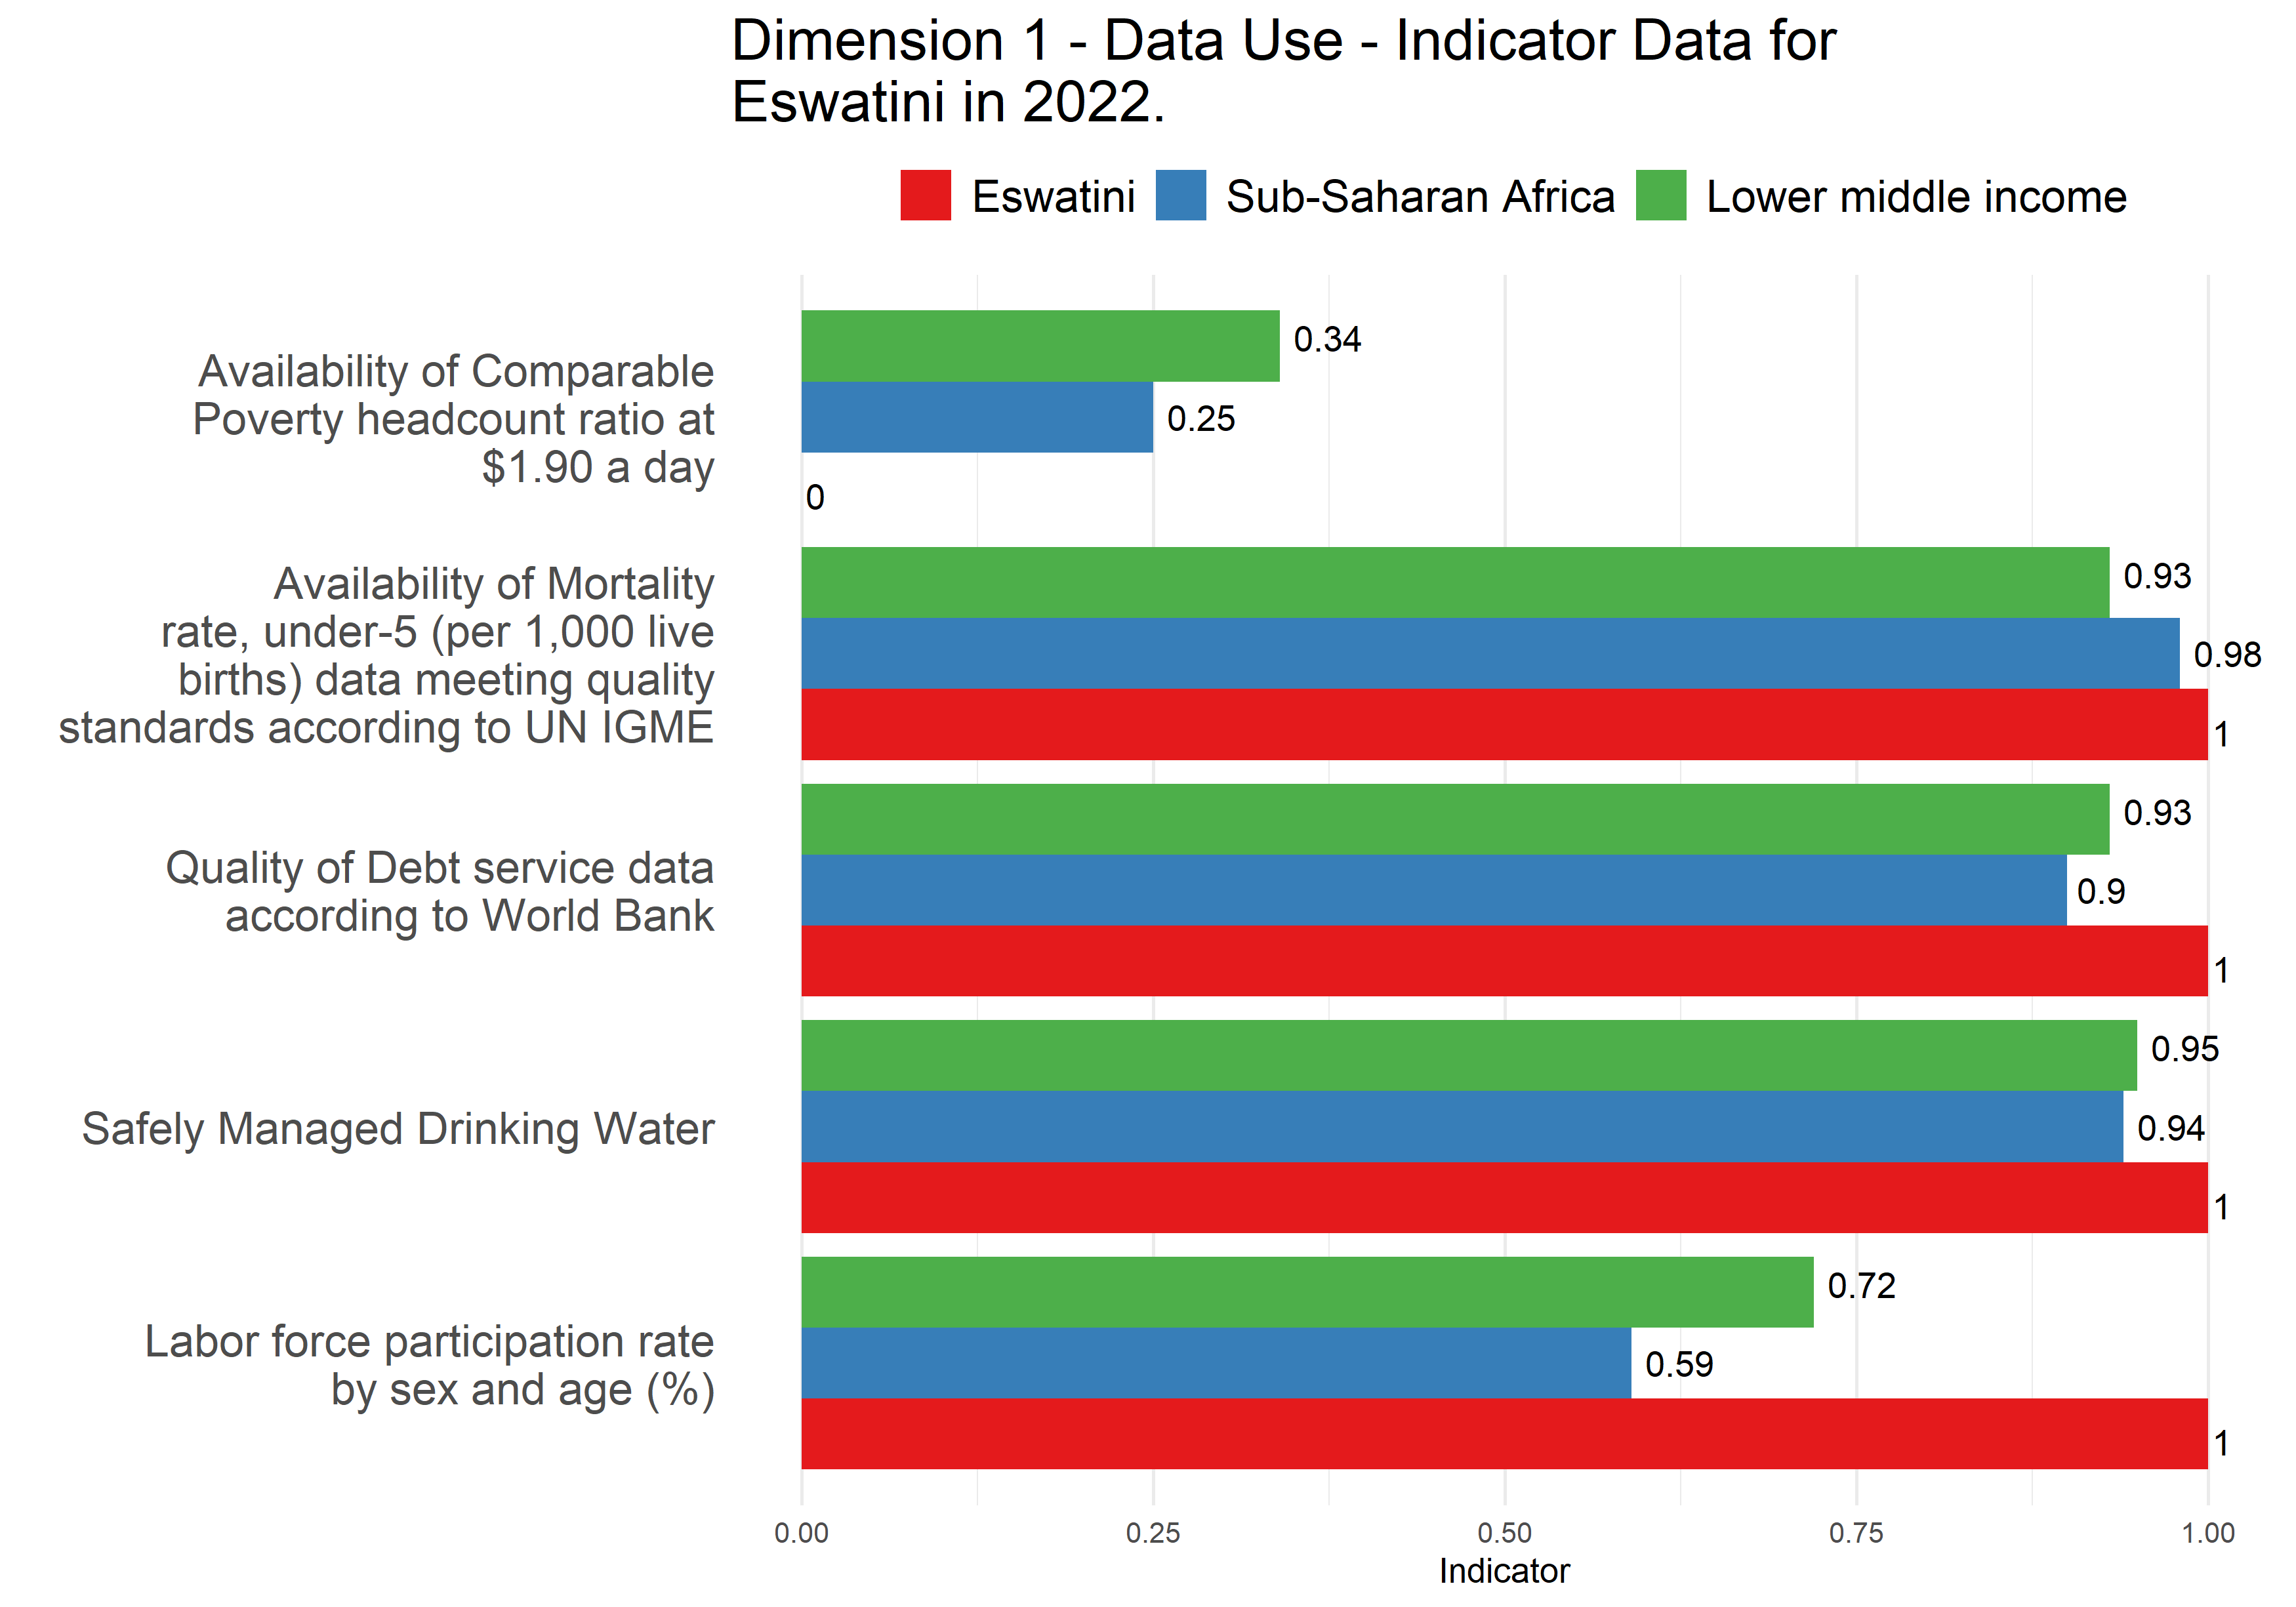 Dimension 1 - Data Use - Indicator Data for
Eswatini in 2022.
Eswatini
Sub-Saharan Africa
Lower middle income
Availability of Comparable
Poverty headcount ratio at
$1.90 a day
0.34
0.25
0
Availability of Mortality
rate, under-5 (per 1,000 live
births) data meeting quality
standards according to UN IGME
0.93
0.98
1
Quality of Debt service data
according to World Bank
0.93
0.9
1
Safely Managed Drinking Water
0.95
0.94
1
Labor force participation rate
by sex and age (%)
0.72
0.59
1
0.00
0.25
0.50
0.75
1.00
Indicator